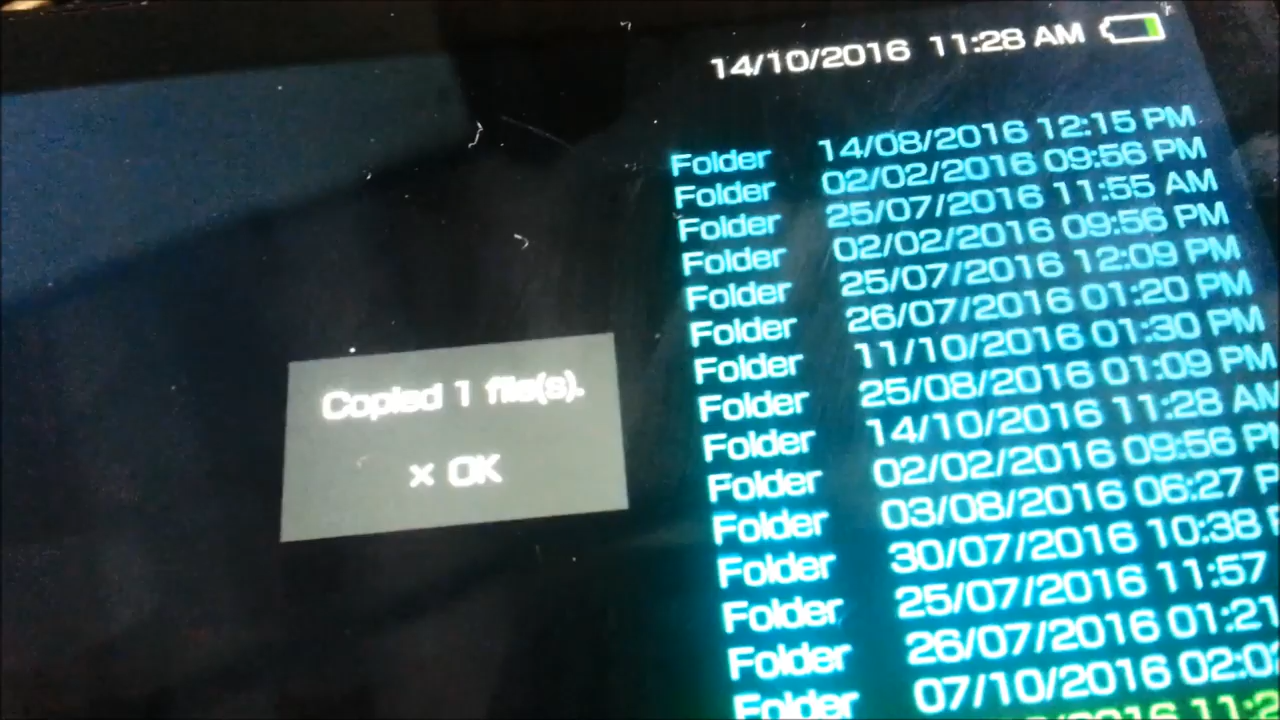 14/10/2016 11:28 AM
Folder 14/08/2016 12:15 PM
Folder 02/02/2016 09:56 PM
Folder 25/07/2016 11:55 AM
Folder 02/02/2016 09:56 PM
Folder 25/07/2016 12:09 PM
Folder 26/07/2016 01:20 PM
Folder 11/10/2016 01:30 PM
Folder 25/08/2016 01:09 PM
Folder 14/10/2016 11:28 AM
Folder 02/02/2016 09:56
Folder 03/08/2016 06:27
Folder 30/07/2016 10:38
Folder 25/07/2016 11:57
Folder 26/07/2016 01:21
Folder 07/10/2016 02:0
Copied 1 file(s).
× OK